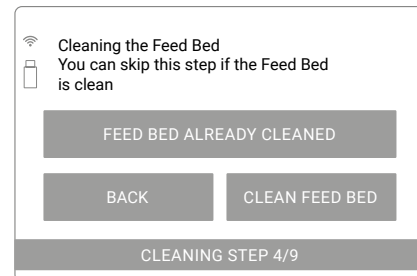 Cleaning the Feed Bed
You can skip this step if the Feed Bed
is clean
FEED BED ALREADY CLEANED
BACK
CLEAN FEED BED
CLEANING STEP 4/9